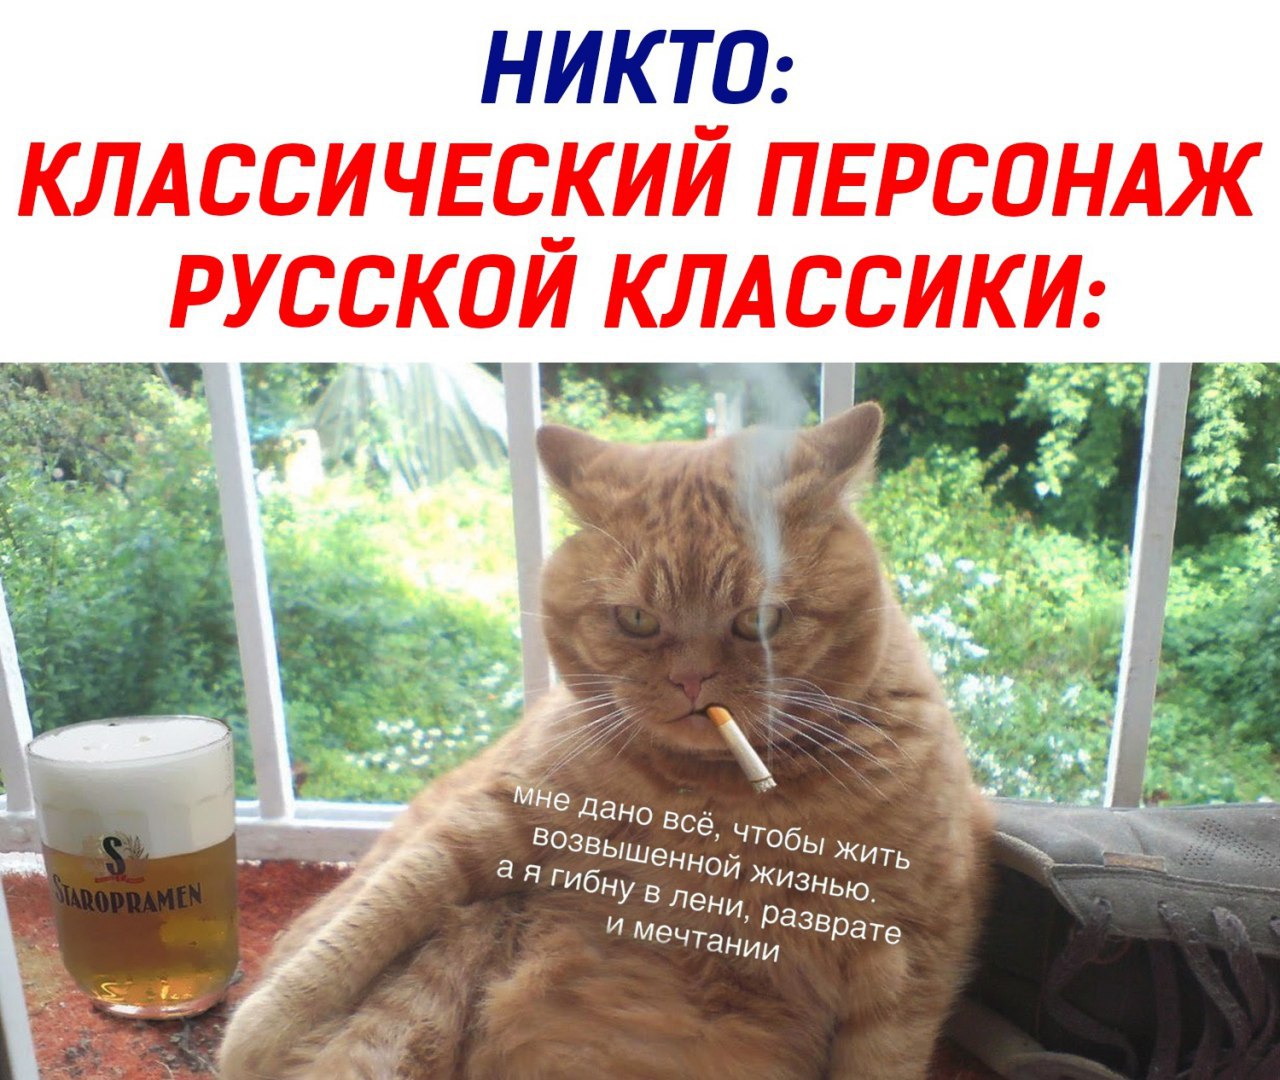 НИКТО:
КЛАССИЧЕСКИЙ ПЕРСОНАЖ
РУССКОЙ КЛАССИКИ:
мне дано всё, чтобы жить
возвышенной жизнью.
а я гибну в лени, разврате
и мечтании
S
STAROPRAMEN